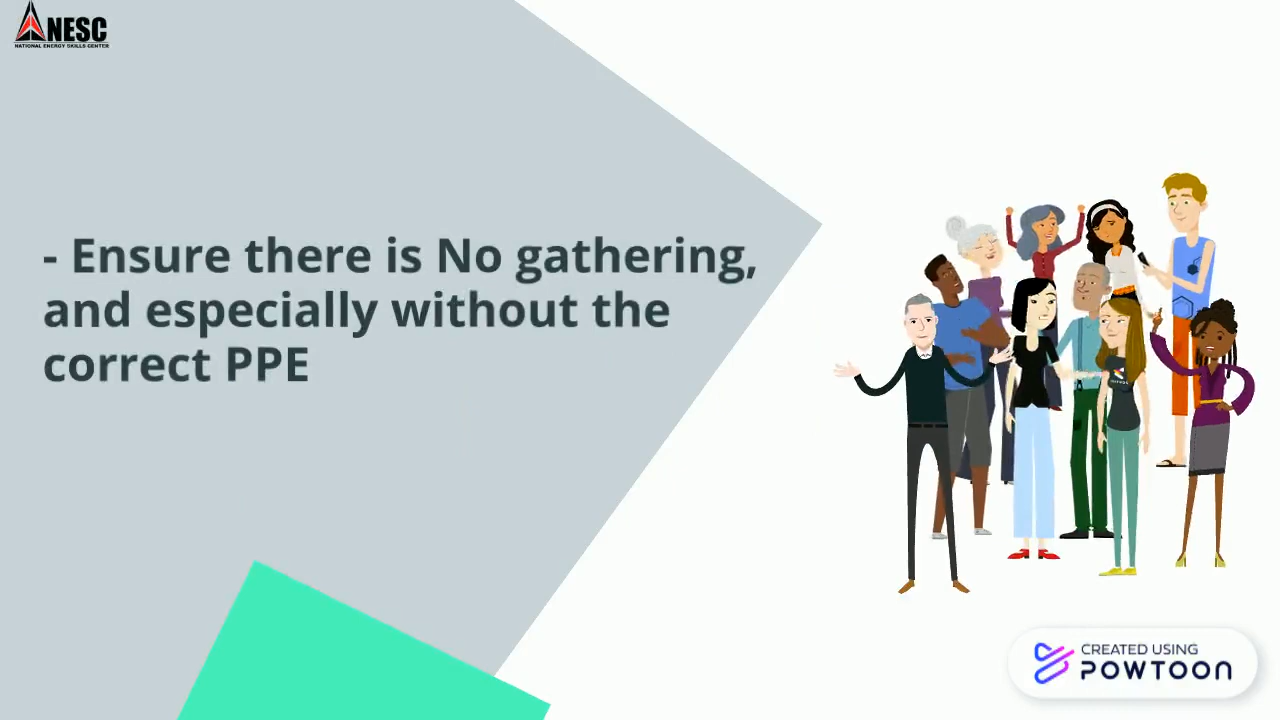 NESC
NATIONAL ENERGY SKILLS CENTER
- Ensure there is No gathering,
and especially without the
correct PPE
CREATED USING
POWTOON